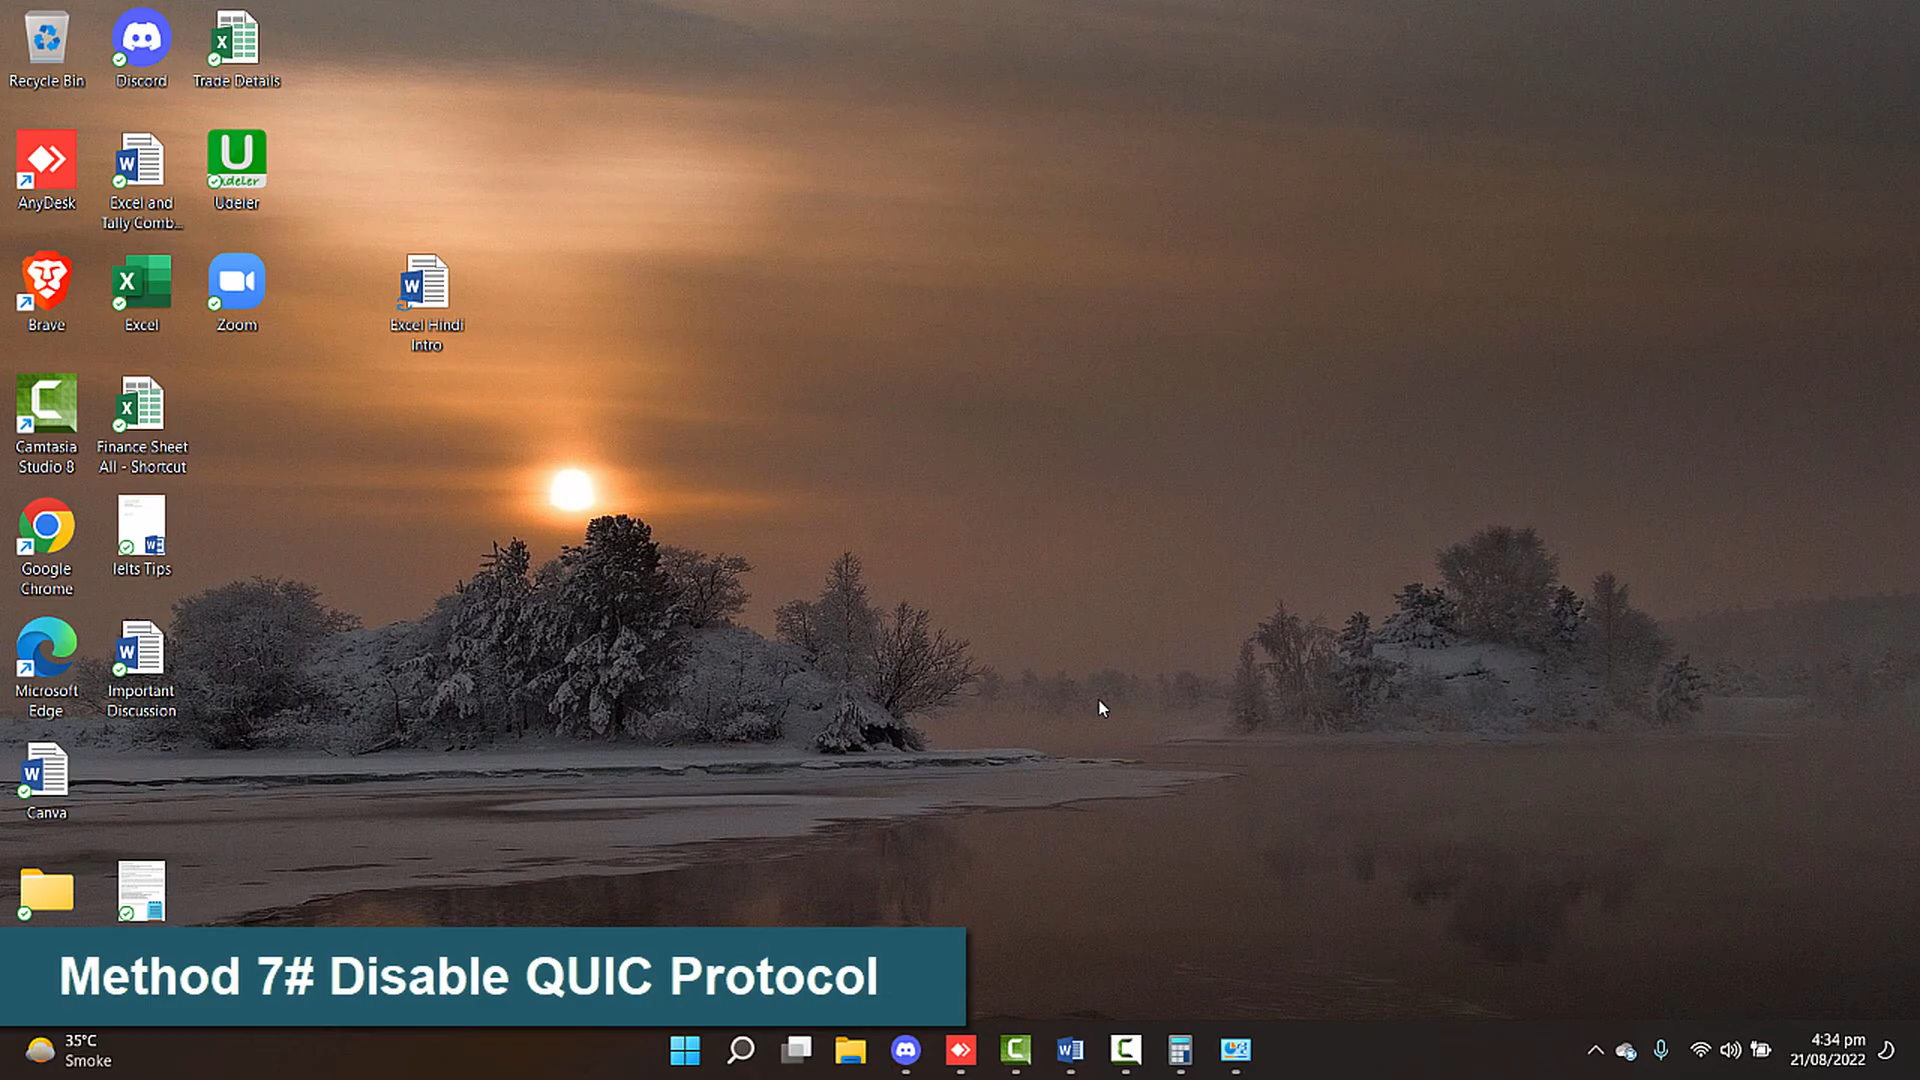 Recycle Bin
Discord
Trade Details
AnyDesk
Excel and
Tally Comb...
U
udeler
Udeler
Brave
Excel
Zoom
Excel Hindi
Intro
Camtasia
Studio 8
Finance Sheet
All - Shortcut
Google
Chrome
Ielts Tips
Microsoft
Edge
Important
Discussion
Canva
Method 7# Disable QUIC Protocol
35°C
Smoke
4:34 pm
21/08/2022